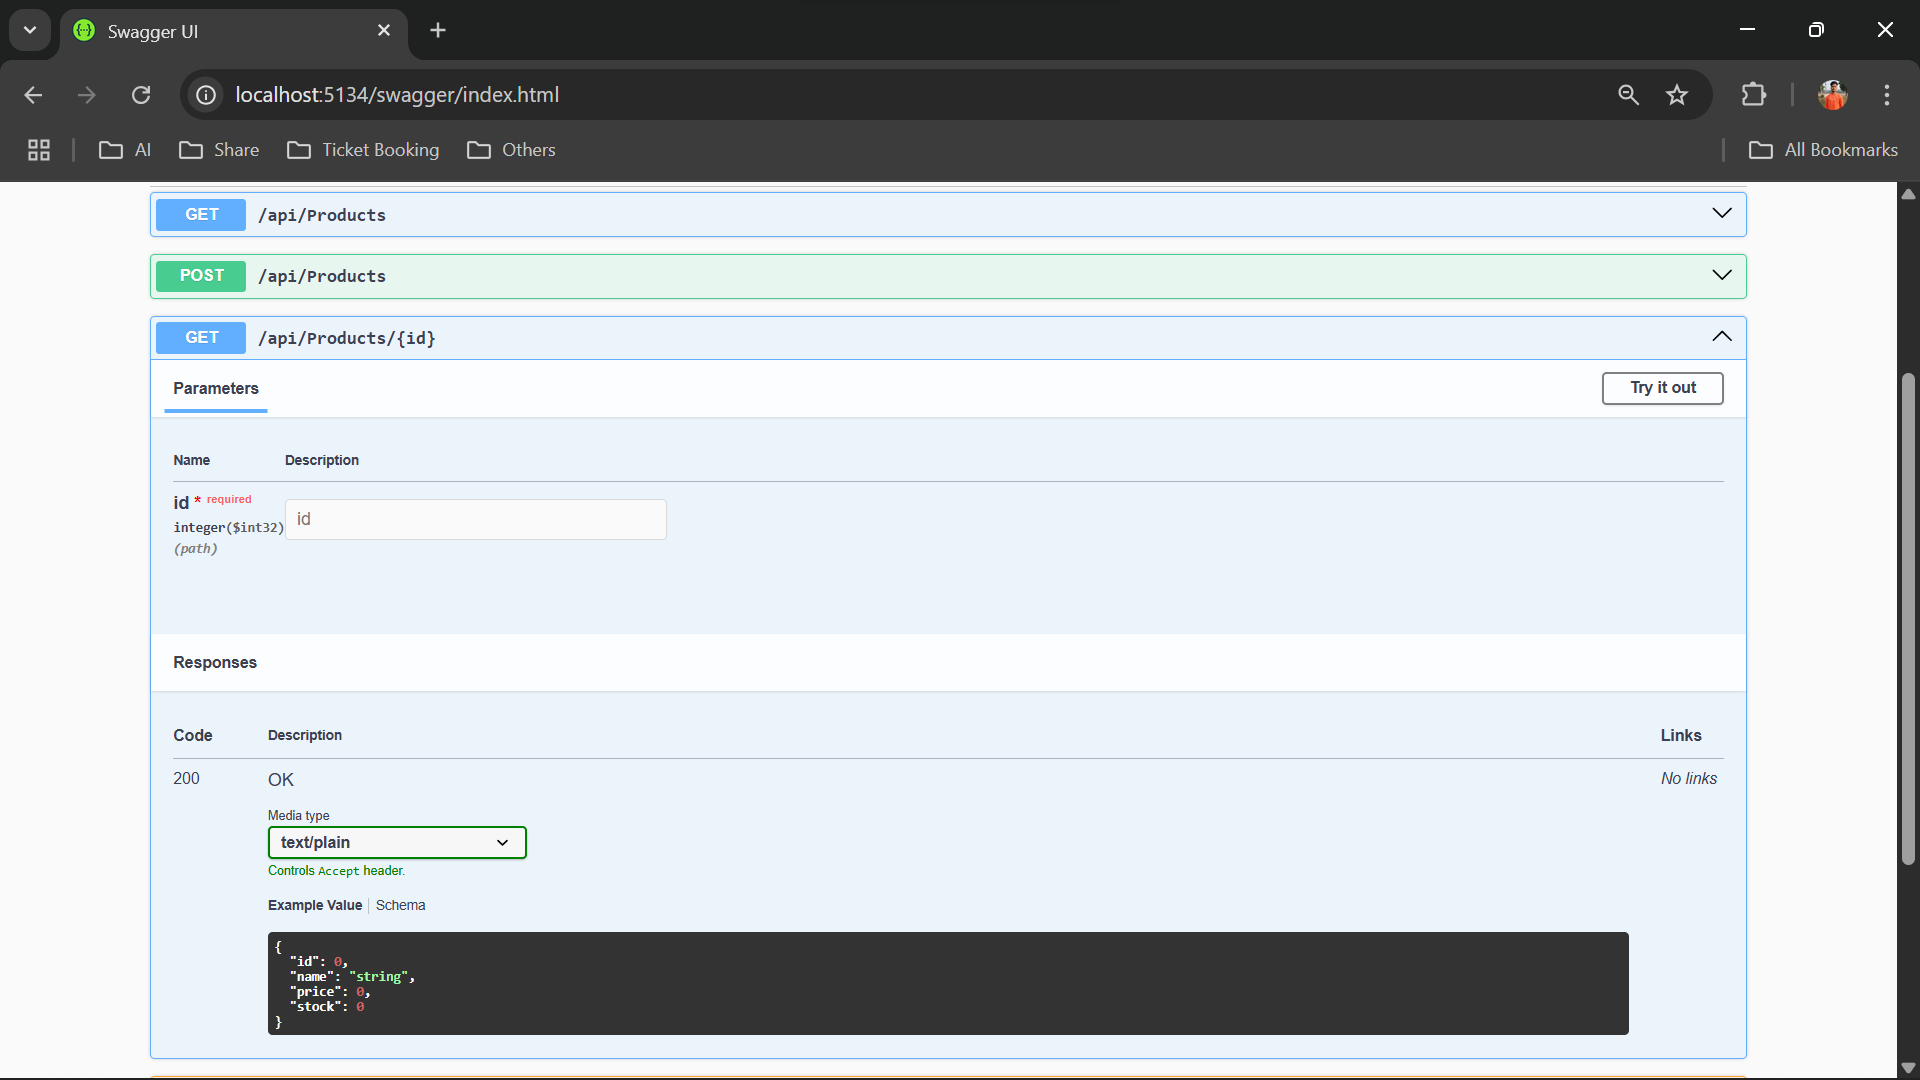 Swagger UI
localhost:5134/swagger/index.html
AI Share Ticket Booking Others All Bookmarks
GET /api/Products
POST /api/Products
GET /api/Products/{id}
Parameters Try it out
Name Description
id * required
id
integer($int32)
(path)
Responses
Code Description Links
200 OK No links
Media type
text/plain
Controls Accept header.
Example Value Schema
{
"id": 0,
"name": "string",
"price": 0,
"stock": 0
}